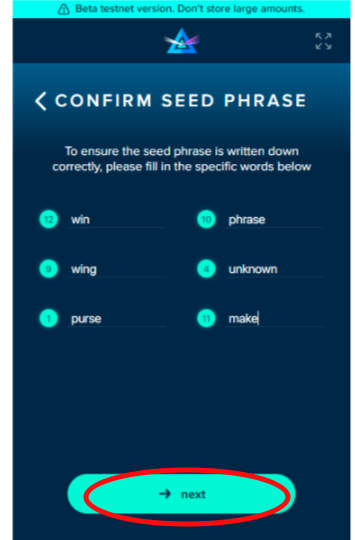 Beta testnet version. Don't store large amounts.
CONFIRM SEED PHRASE
To ensure the seed phrase is written down
correctly, please fill in the specific words below
12 win 10 phrase
9 wing 4 unknown
1 purse 11 make
→ next